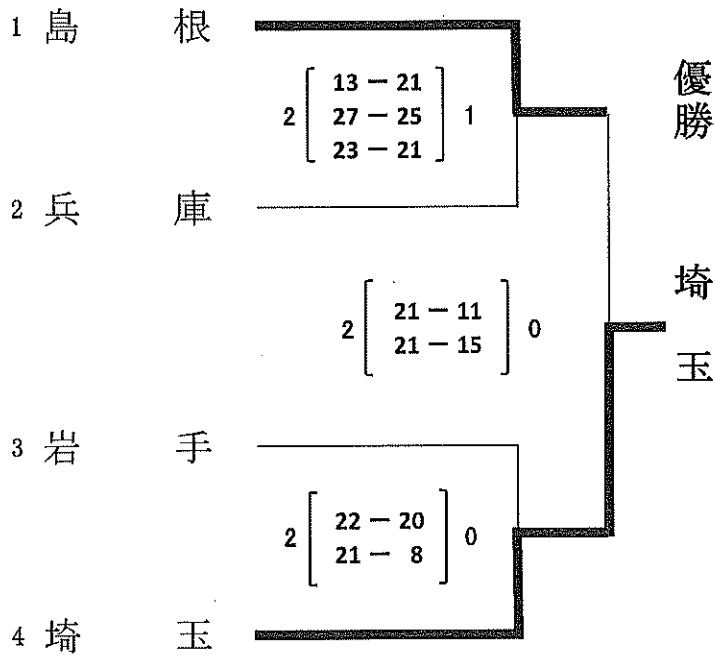 1 島 根
2 [ 13 － 21
27 － 25
23 － 21 ] 1
優勝
2 兵 庫
埼玉
2 [ 21 － 11
21 － 15 ] 0
3 岩 手
2 [ 22 － 20
21 － 8 ] 0
4 埼 玉